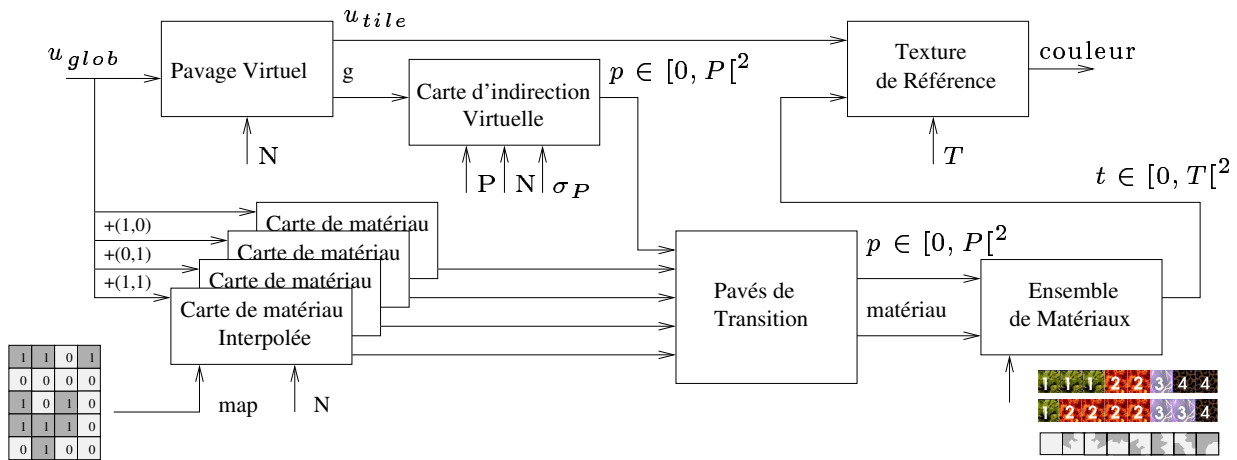 u_glob
Pavage Virtuel
u_tile
g
N
Carte d'indirection
Virtuelle
P N σ_P
p ∈ [0, P[²
Texture
de Référence
couleur
T
t ∈ [0, T[²
+(1,0)
+(0,1)
+(1,1)
Carte de matériau
Carte de matériau
Carte de matériau
Carte de matériau
Interpolée
map
N
Pavés de
Transition
p ∈ [0, P[²
matériau
Ensemble
de Matériaux
1 1 0 1
0 0 0 0
1 0 1 0
1 1 1 0
0 1 0 0
1 1 1 2 2 3 4 4
1 2 2 2 2 3 3 4